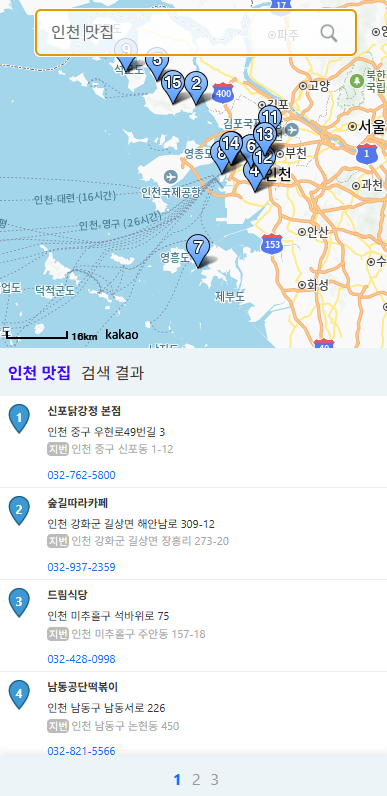 인천 맛집
파주
17
9
석모도
5
15
2
400
고양
북한
국립
김포
김포국제
11
13
서울
영종도
14
6
8
12
부천
1
4
인천
인천국제공항
과천
인천-대련 (16시간)
인천-영구 (26시간)
안산
7
153
영흥도
수
업도
덕적군도
화성
제부도
16km
kakao
인천 맛집 검색 결과
1
신포닭강정 본점
인천 중구 우현로49번길 3
지번 인천 중구 신포동 1-12
032-762-5800
2
숲길따라카페
인천 강화군 길상면 해안남로 309-12
지번 인천 강화군 길상면 장흥리 273-20
032-937-2359
3
드림식당
인천 미추홀구 석바위로 75
지번 인천 미추홀구 주안동 157-18
032-428-0998
4
남동공단떡볶이
인천 남동구 남동서로 226
지번 인천 남동구 논현동 450
032-821-5566
1 2 3